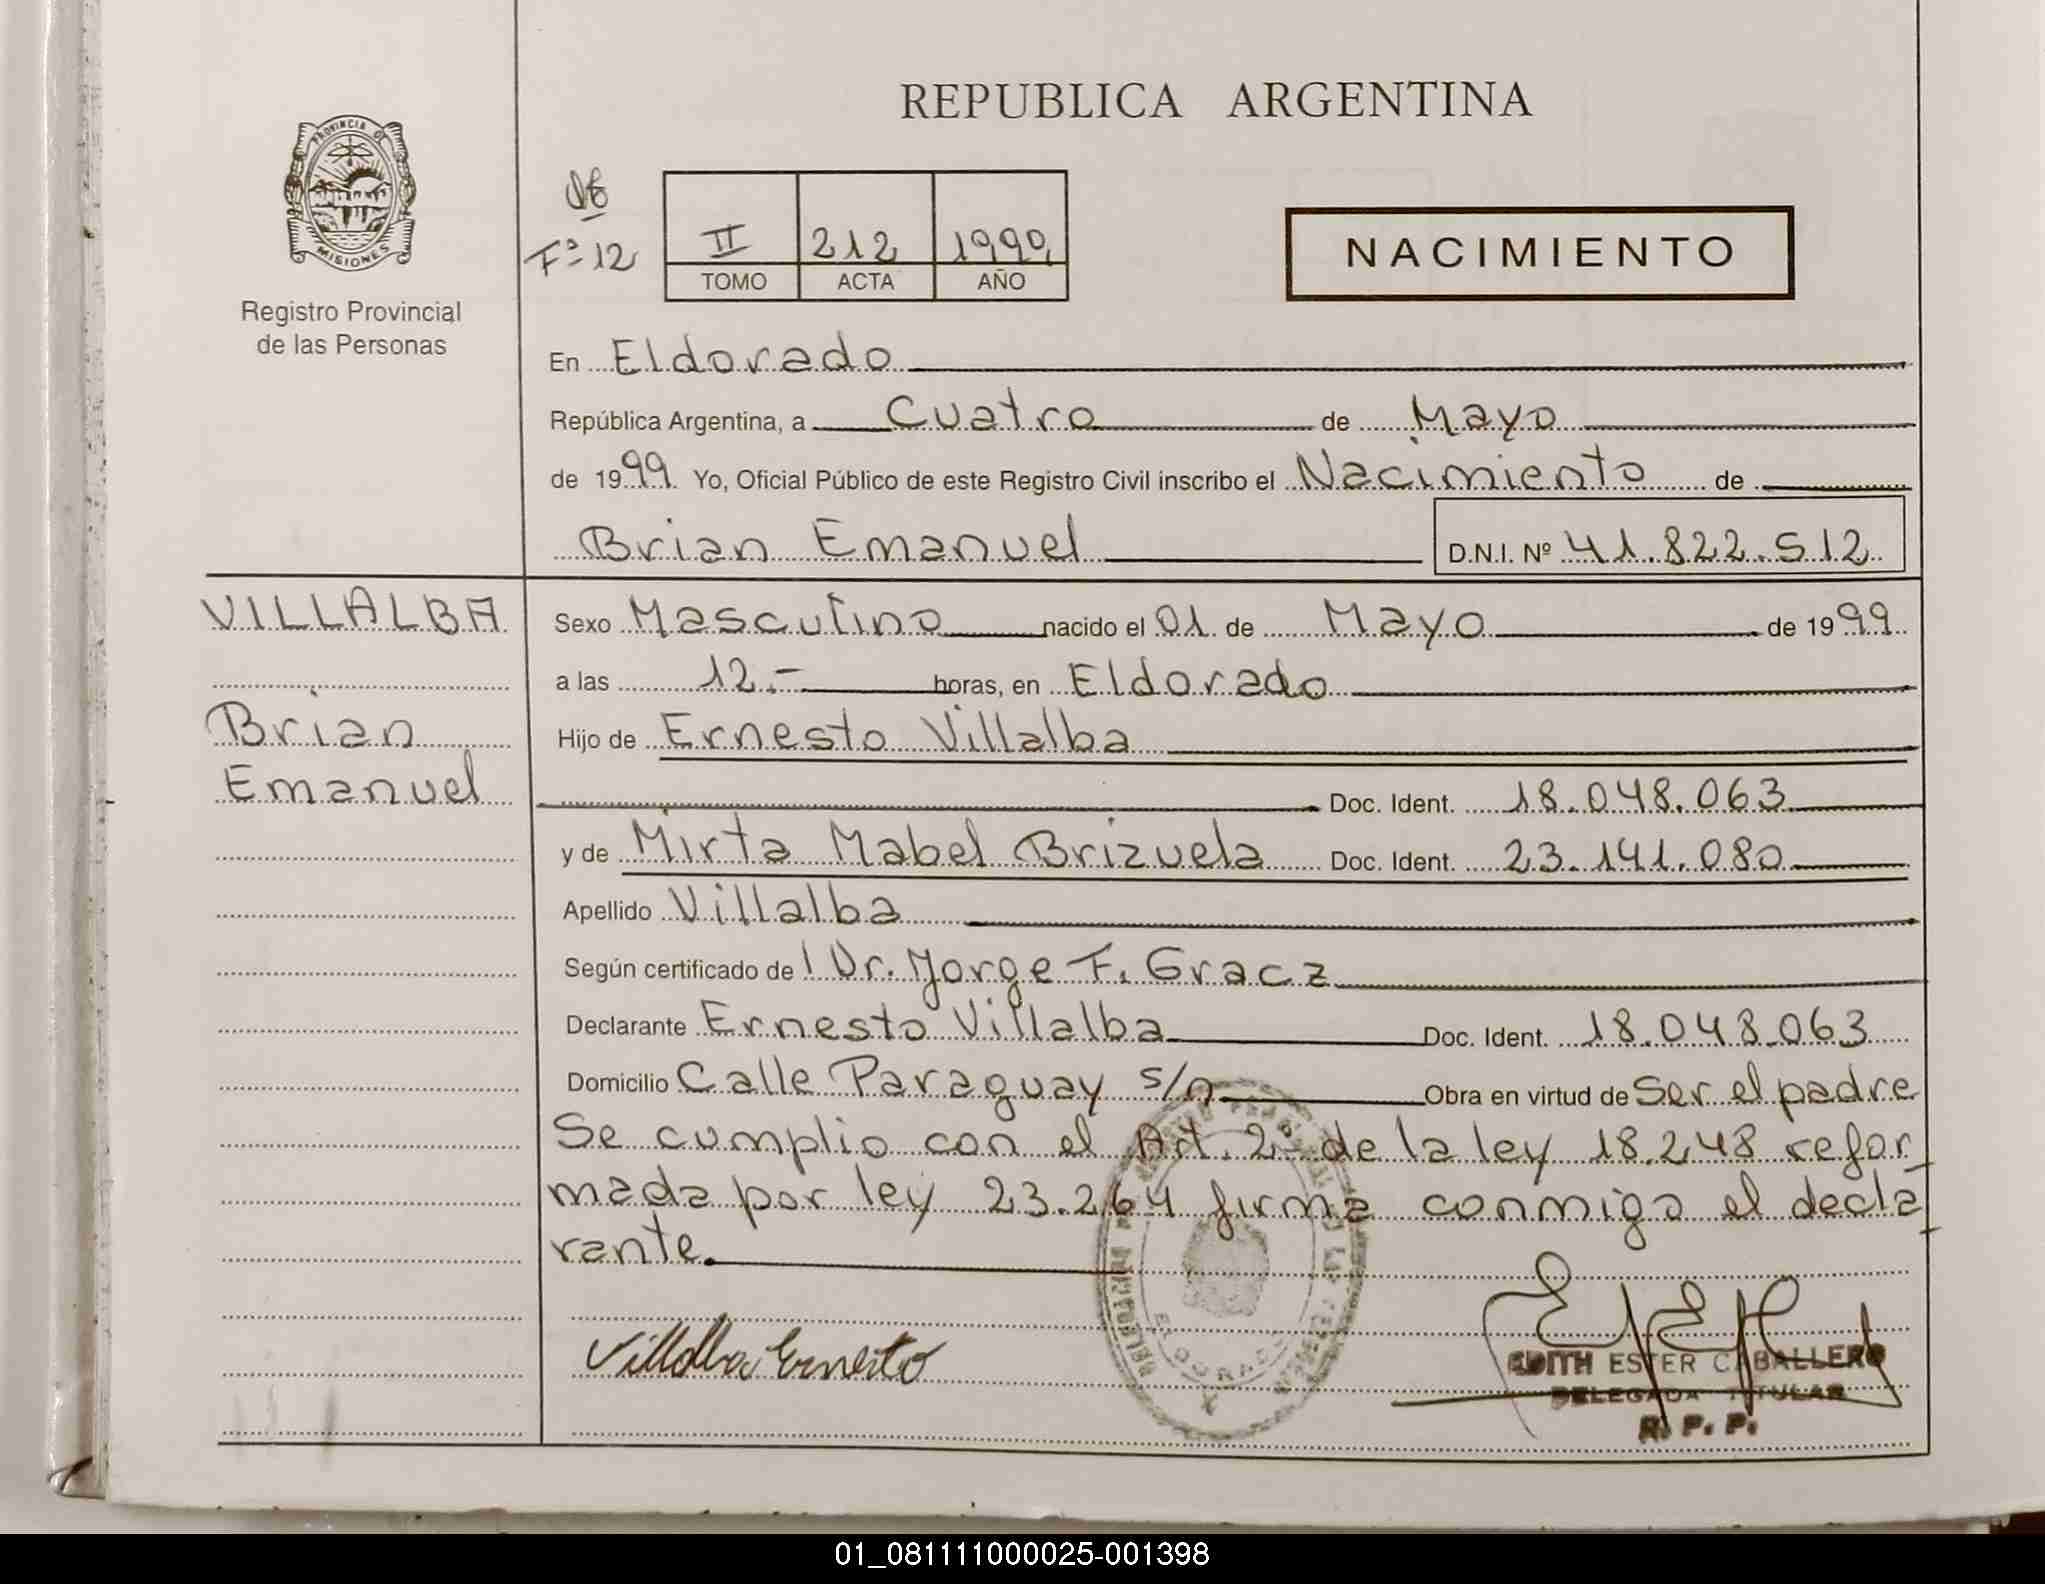 REPUBLICA ARGENTINA
PROVINCIA DE
MISIONES
Registro Provincial
de las Personas
Fº 12
II 212 1999
TOMO ACTA AÑO
NACIMIENTO
En Eldorado
República Argentina, a Cuatro de Mayo
de 1999 Yo, Oficial Público de este Registro Civil inscribo el Nacimiento de
Brian Emanuel D.N.I. Nº 41.822.512
VILLALBA
Brian
Emanuel
Sexo Masculino nacido el 01 de Mayo de 1999
a las 12.- horas, en Eldorado
Hijo de Ernesto Villalba
Doc. Ident. 18.048.063
y de Mirta Mabel Brizuela Doc. Ident. 23.141.080
Apellido Villalba
Según certificado de l Dr. Jorge F. Gracz
Declarante Ernesto Villalba Doc. Ident. 18.048.063
Domicilio Calle Paraguay s/n Obra en virtud de Ser el padre
Se cumplio con el Art. 2º de la ley 18.248 refor
mada por ley 23.264 firma conmigo el decla
rante.
Villalba Ernesto
ELDORADO
EDITH ESTER CABALLERO
DELEGADA TITULAR
R. P. P.
01_081111000025-001398